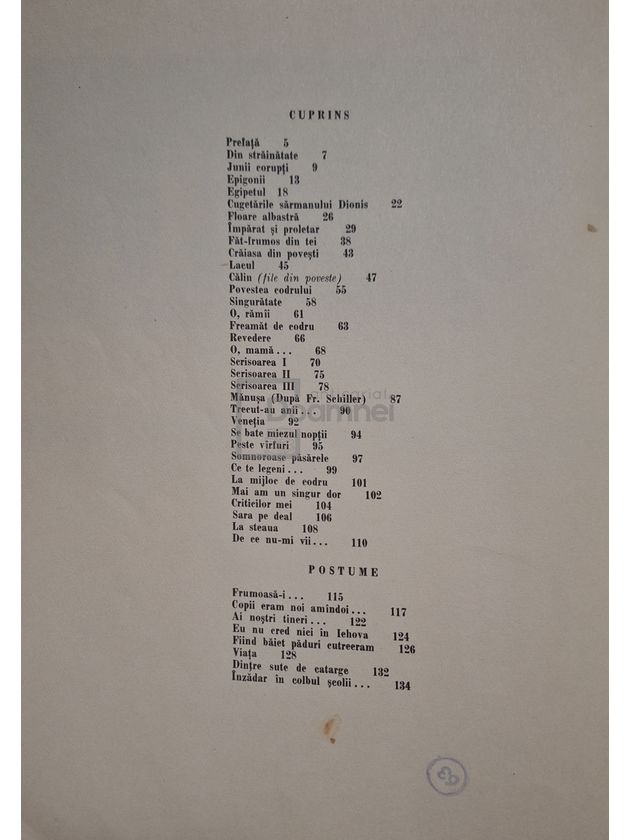 CUPRINS
Prefață 5
Din străinătate 7
Junii corupți 9
Epigonii 13
Egipetul 18
Cugetările sărmanului Dionis 22
Floare albastră 26
Împărat și proletar 29
Făt-frumos din tei 38
Crăiasa din povești 43
Lacul 45
Călin (file din poveste) 47
Povestea codrului 55
Singurătate 58
O, rămîi 61
Freamăt de codru 63
Revedere 66
O, mamă... 68
Scrisoarea I 70
Scrisoarea II 75
Scrisoarea III 78
Mănușa (După Fr. Schiller) 87
Trecut-au anii... 90
Veneția 92
Se bate miezul nopții 94
Peste vîrfuri 95
Somnoroase păsărele 97
Ce te legeni... 99
La mijloc de codru 101
Mai am un singur dor 102
Criticilor mei 104
Sara pe deal 106
La steaua 108
De ce nu-mi vii... 110
POSTUME
Frumoasă-i... 115
Copii eram noi amîndoi... 117
Ai noștri tineri... 122
Eu nu cred nici în Iehova 124
Fiind băiet păduri cutreeram 126
Viața 128
Dintre sute de catarge 132
Înzădar în colbul școlii... 134